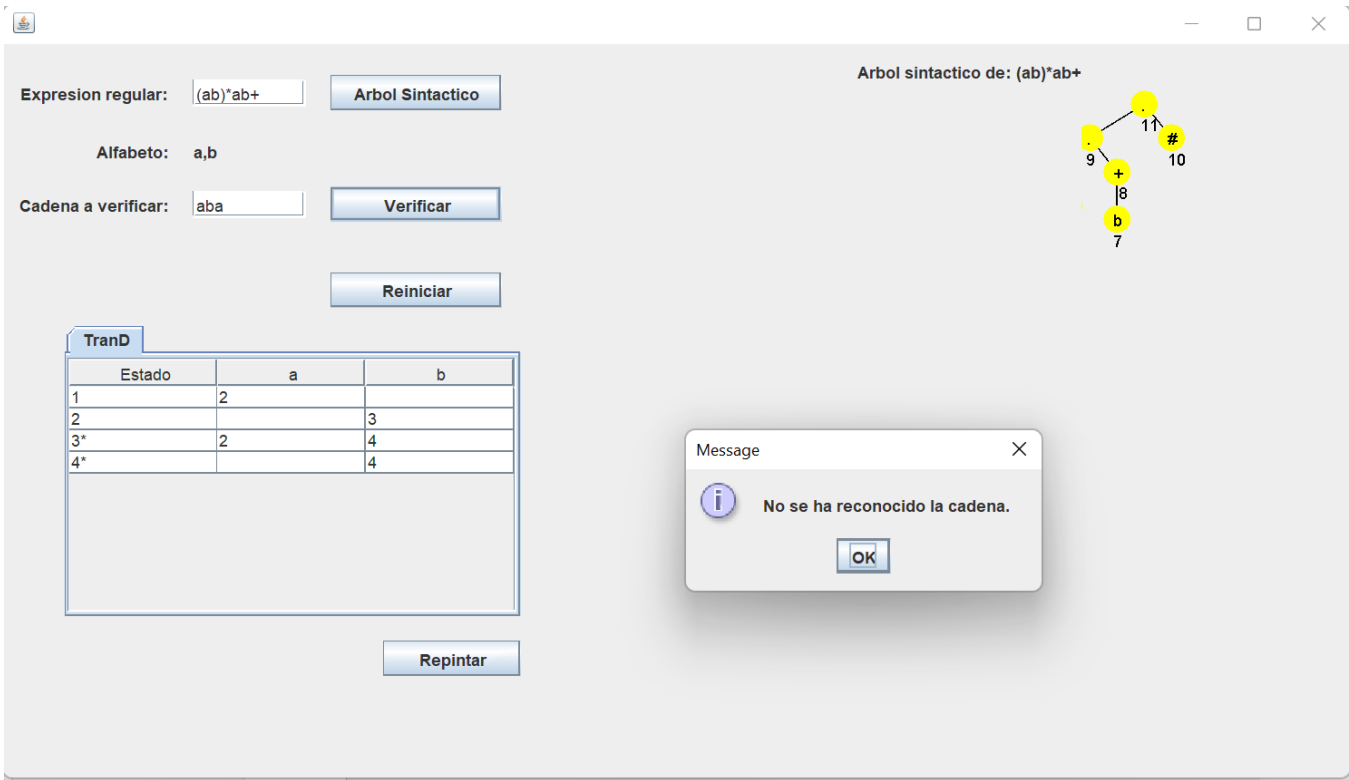 Arbol sintactico de: (ab)*ab+
Expresion regular: (ab)*ab+ Arbol Sintactico
.
11
.
#
9
10
Alfabeto: a,b
+
8
Cadena a verificar: aba Verificar
b
7
Reiniciar
TranD
Estado a b
1 2
2 3
3* 2 4
4* 4
Message
i
No se ha reconocido la cadena.
OK
Repintar